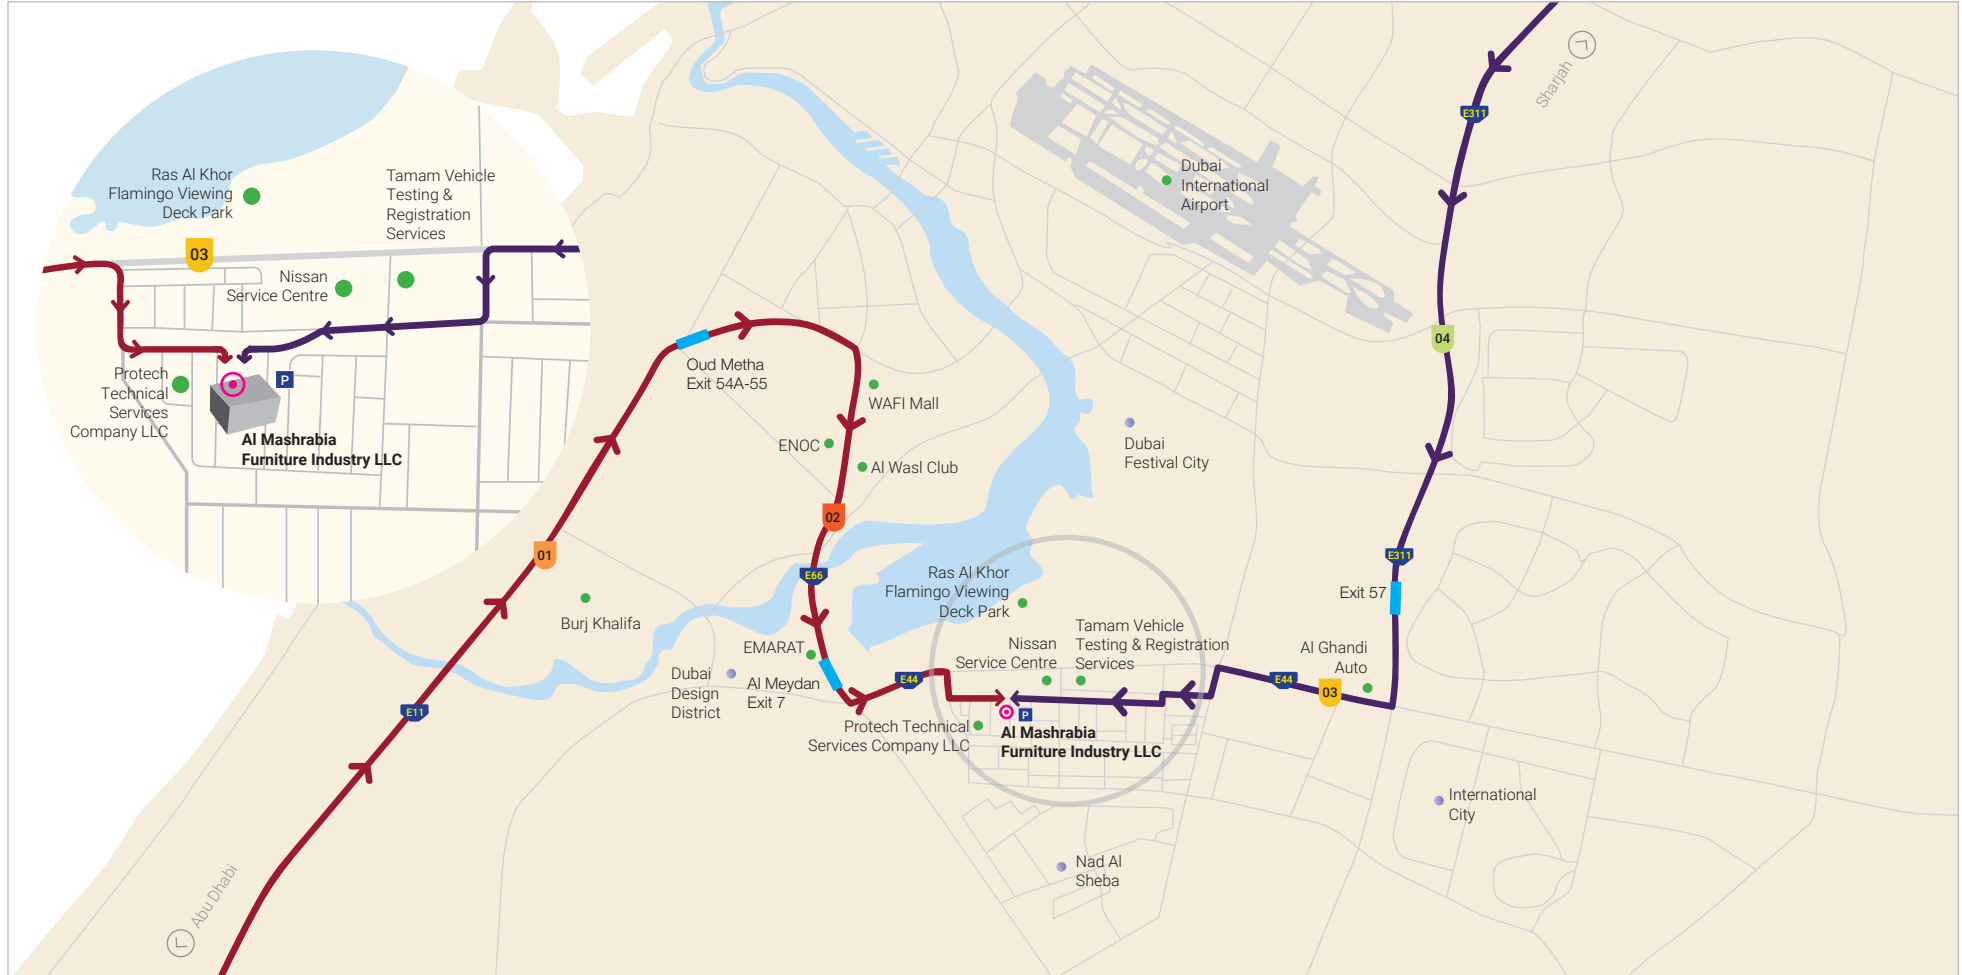 Ras Al Khor
Flamingo Viewing
Deck Park
Tamam Vehicle
Testing &
Registration
Services
03
Nissan
Service Centre
Protech
Technical
Services
Company LLC
P
Al Mashrabia
Furniture Industry LLC
Sharjah
E311
Dubai
International
Airport
04
Oud Metha
Exit 54A-55
WAFI Mall
ENOC
Al Wasl Club
Dubai
Festival City
02
01
E311
E66
Exit 57
Ras Al Khor
Flamingo Viewing
Deck Park
Burj Khalifa
EMARAT
Nissan
Service Centre
Tamam Vehicle
Testing & Registration
Services
Al Ghandi
Auto
Dubai
Design
District
Al Meydan
Exit 7
E44
E44
03
E11
Protech Technical
Services Company LLC
P
Al Mashrabia
Furniture Industry LLC
International
City
Nad Al
Sheba
Abu Dhabi